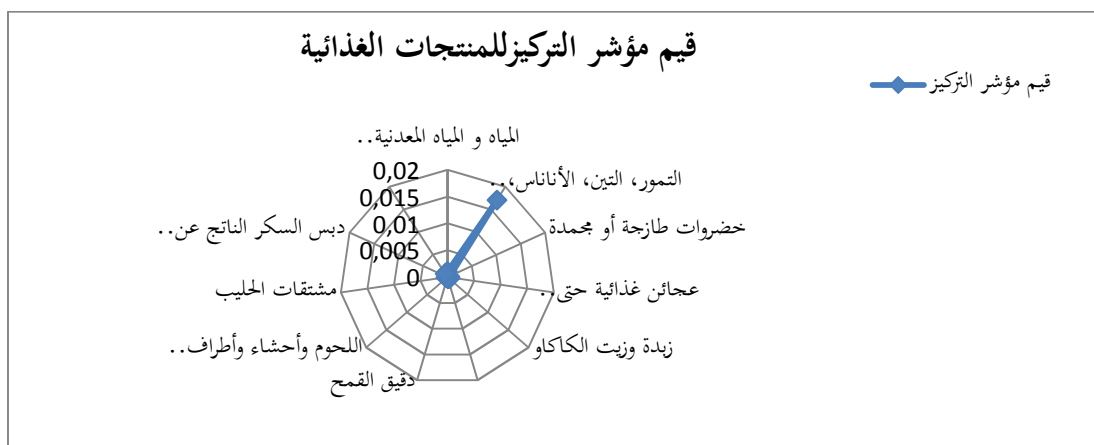 قيم مؤشر التركيزللمنتجات الغذائية
قيم مؤشر التركيز
المياه و المياه المعدنية..
التمور، التين، الأناناس،..
خضروات طازجة أو مجمدة
عجائن غذائية حتى..
زبدة وزيت الكاكاو
دقيق القمح
اللحوم وأحشاء وأطراف..
مشتقات الحليب
دبس السكر الناتج عن..
0,02
0,015
0,01
0,005
0